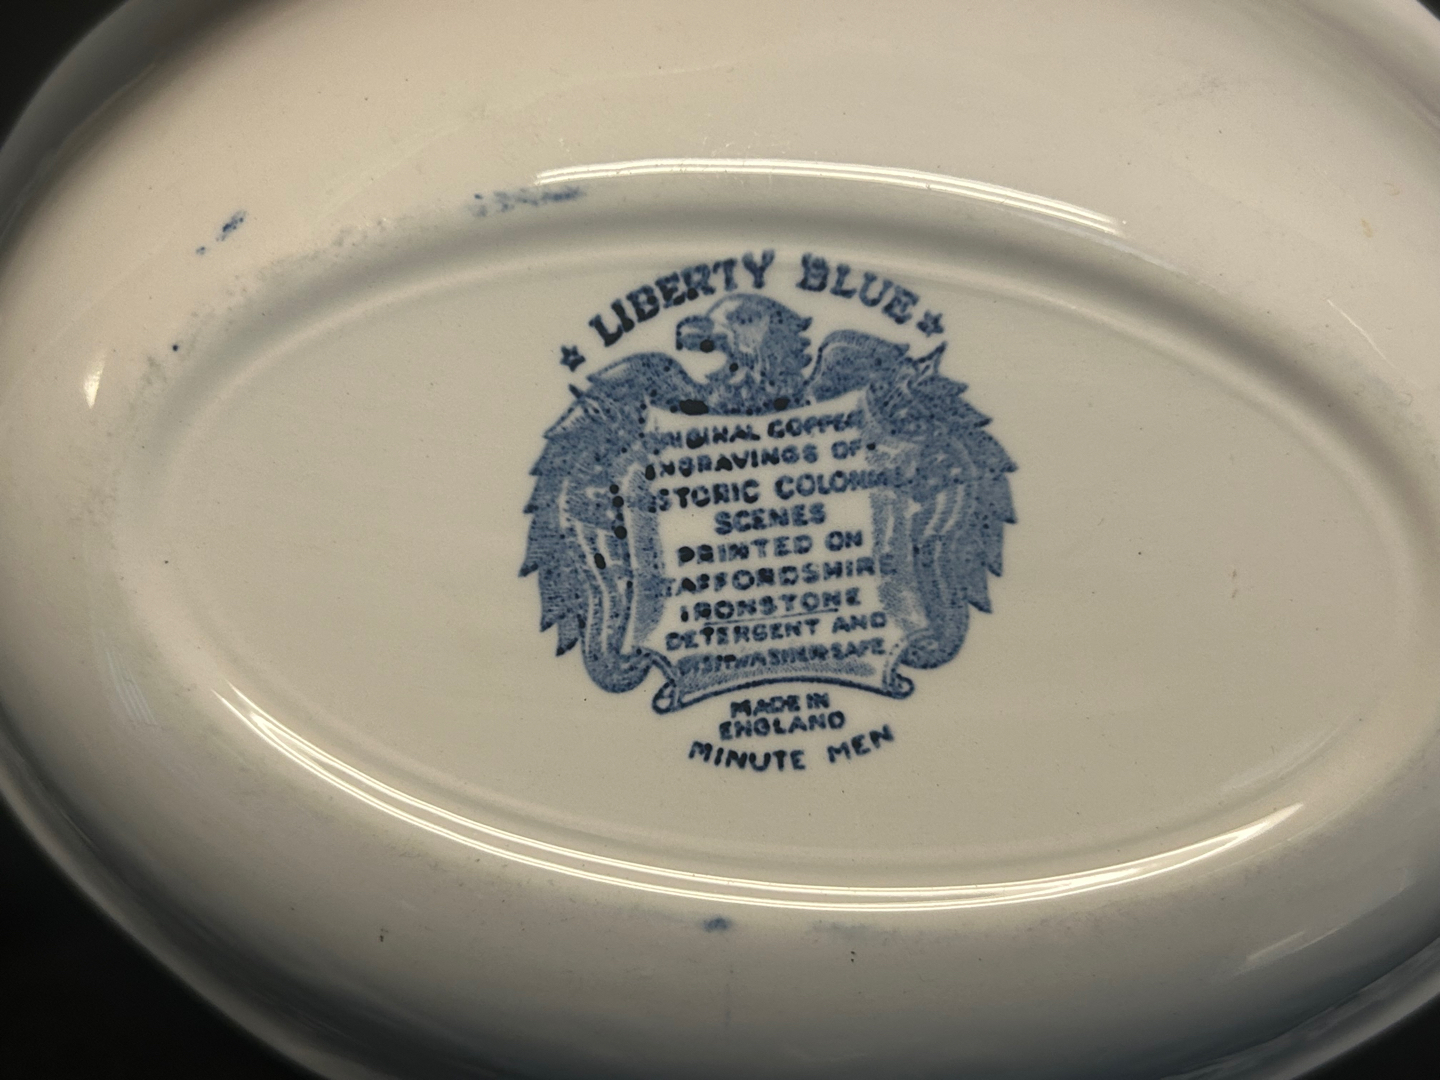 LIBERTY BLUE
ORIGINAL COPPER
ENGRAVINGS OF
HISTORIC COLONIAL
SCENES
PRINTED ON
STAFFORDSHIRE
IRONSTONE
DETERGENT AND
DISHWASHER SAFE
MADE IN
ENGLAND
MINUTE MEN